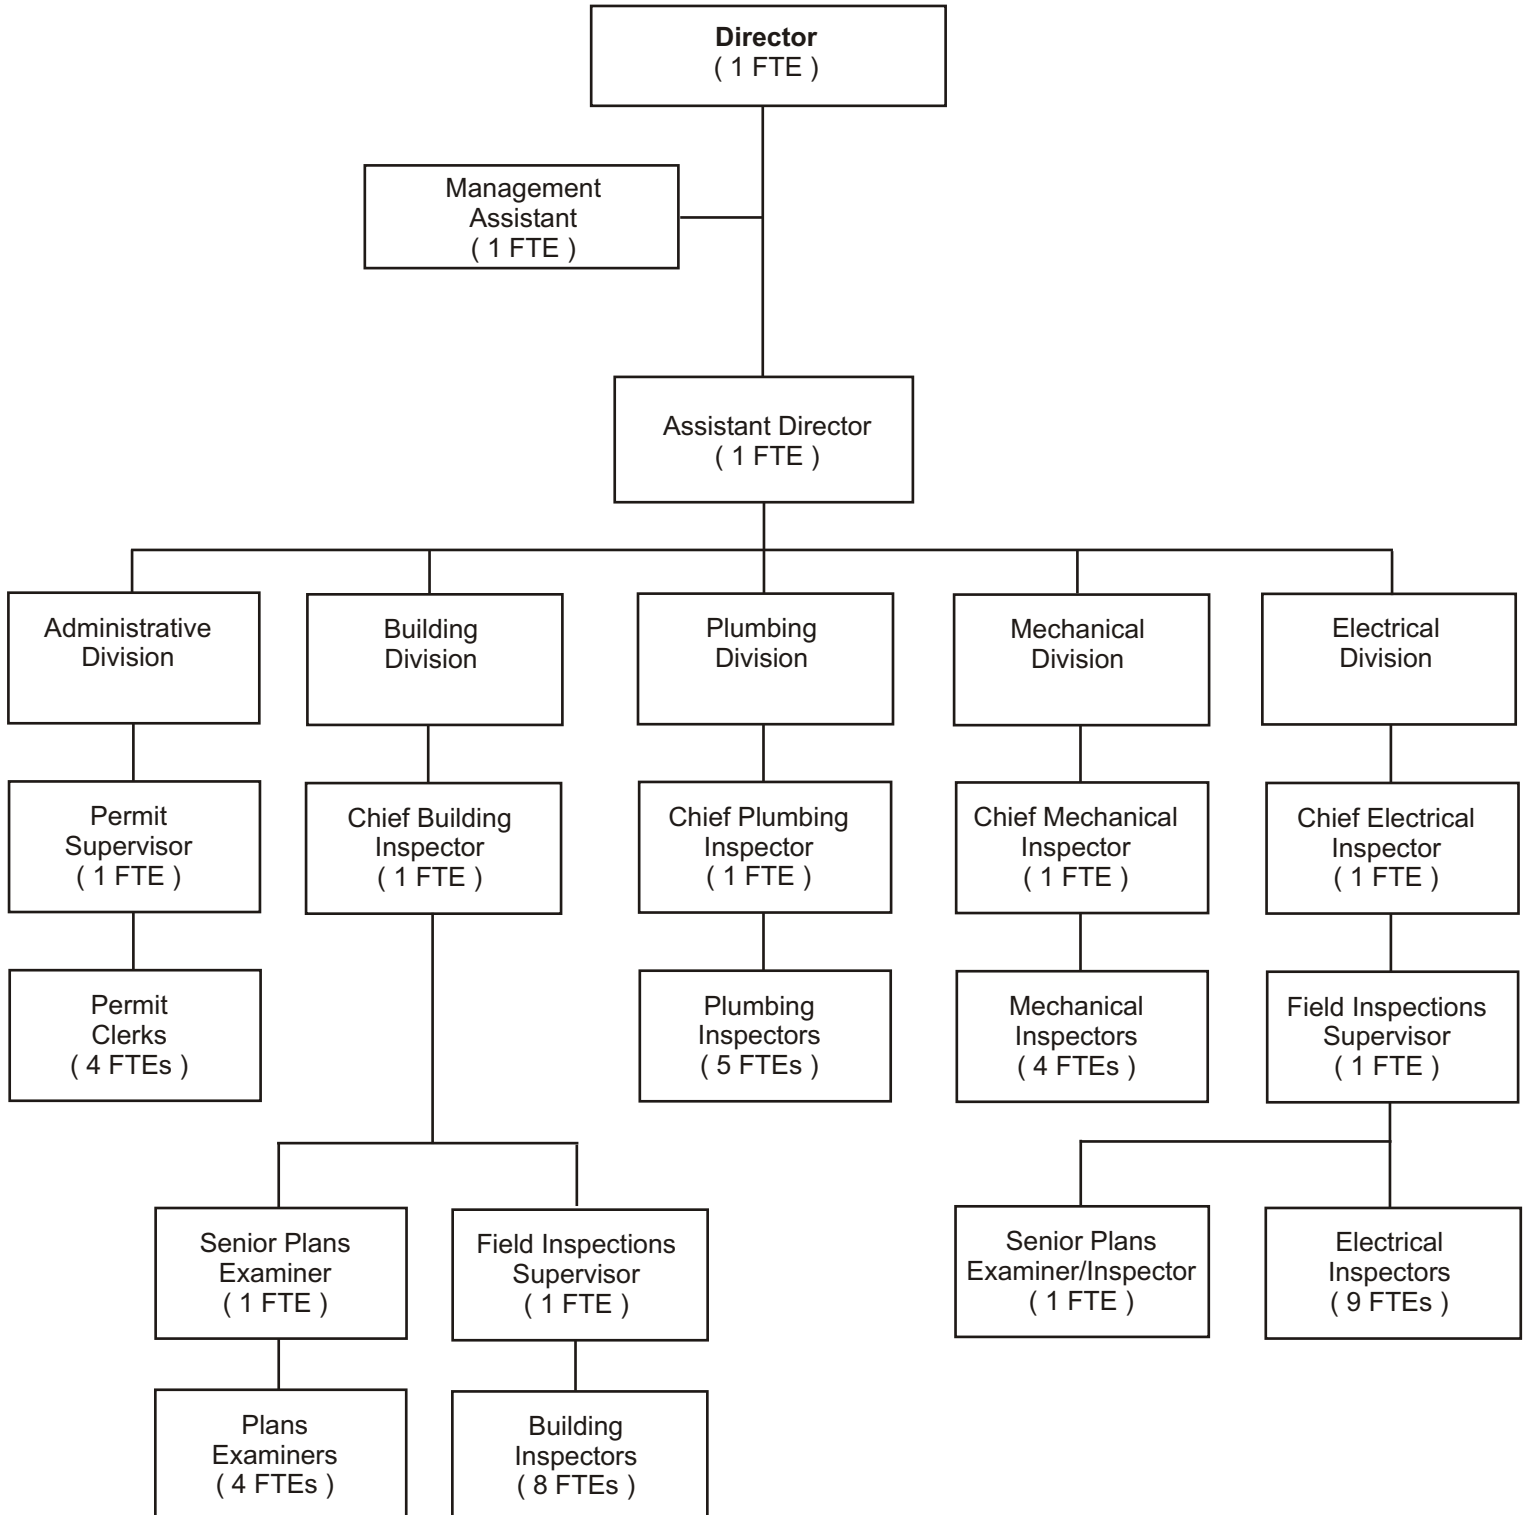 Director
( 1 FTE )
Management
Assistant
( 1 FTE )
Assistant Director
( 1 FTE )
Administrative
Division
Building
Division
Plumbing
Division
Mechanical
Division
Electrical
Division
Permit
Supervisor
( 1 FTE )
Chief Building
Inspector
( 1 FTE )
Chief Plumbing
Inspector
( 1 FTE )
Chief Mechanical
Inspector
( 1 FTE )
Chief Electrical
Inspector
( 1 FTE )
Permit
Clerks
( 4 FTEs )
Plumbing
Inspectors
( 5 FTEs )
Mechanical
Inspectors
( 4 FTEs )
Field Inspections
Supervisor
( 1 FTE )
Senior Plans
Examiner
( 1 FTE )
Field Inspections
Supervisor
( 1 FTE )
Senior Plans
Examiner/Inspector
( 1 FTE )
Electrical
Inspectors
( 9 FTEs )
Plans
Examiners
( 4 FTEs )
Building
Inspectors
( 8 FTEs )